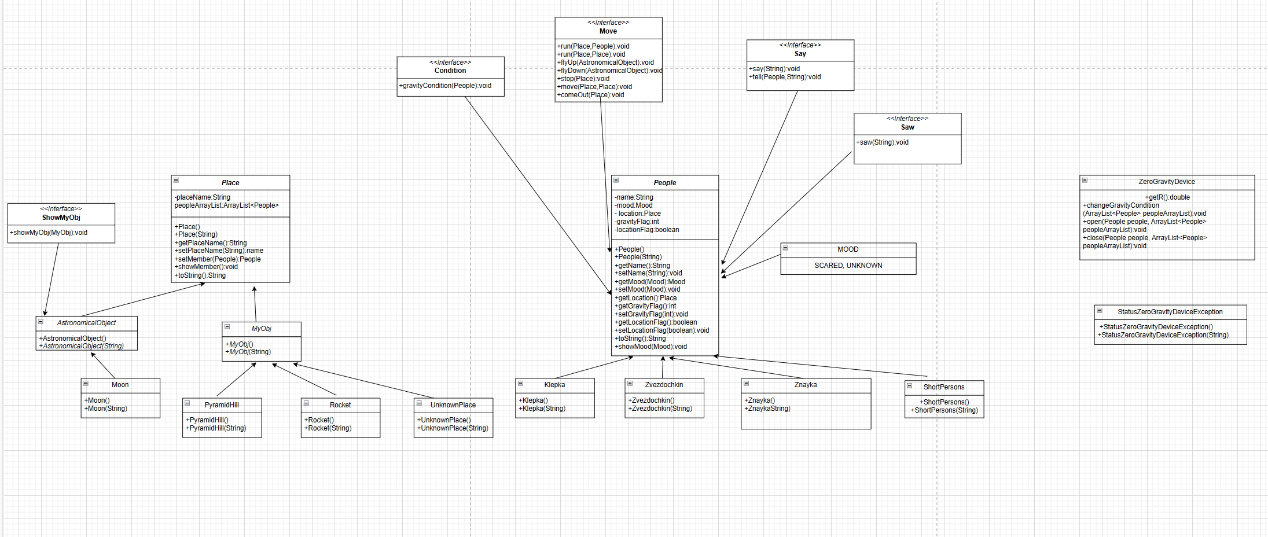 <<Interface>>
Move
+run(Place,People):void
+run(Place,Place):void
+flyUp(AstronomicalObject):void
+flyDown(AstronomicalObject):void
+stop(Place):void
+move(Place,Place):void
+comeOut(Place):void
<<Interface>>
Condition
+gravityCondition(People):void
<<Interface>>
Say
+say(String):void
+tell(People,String):void
<<Interface>>
Saw
+saw(String):void
<<Interface>>
ShowMyObj
+showMyObj(MyObj):void
Place
-placeName:String
peopleArrayList:ArrayList<People>
+Place()
+Place(String)
+getPlaceName():String
+setPlaceName(String):name
+setMember(People):People
+showMember():void
+toString():String
People
-name:String
-mood:Mood
- location:Place
-gravityFlag:int
-locationFlag:boolean
+People()
+People(String)
+getName():String
+setName(String):void
+getMood(Mood):Mood
+setMood(Mood):void
+getLocation():Place
+getGravityFlag():int
+setGravityFlag(int):void
+getLocationFlag():boolean
+setLocationFlag(boolean):void
+toString():String
+showMood(Mood):void
MOOD
SCARED, UNKNOWN
ZeroGravityDevice
+getR():double
+changeGravityCondition
(ArrayList<People> peopleArrayList):void
+open(People people, ArrayList<People>
peopleArrayList):void
+close(People people, ArrayList<People>
peopleArrayList):void
StatusZeroGravityDeviceException
+StatusZeroGravityDeviceException()
+StatusZeroGravityDeviceException(String)
AstronomicalObject
+AstronomicalObject()
+AstronomicalObject(String)
MyObj
+MyObj()
+MyObj(String)
Moon
+Moon()
+Moon(String)
PyramidHill
+PyramidHill()
+PyramidHill(String)
Rocket
+Rocket()
+Rocket(String)
UnknownPlace
+UnknownPlace()
+UnknownPlace(String)
Klepka
+Klepka()
+Klepka(String)
Zvezdochkin
+Zvezdochkin()
+Zvezdochkin(String)
Znayka
+Znayka()
+ZnaykaString)
ShortPersons
+ShortPersons()
+ShortPersons(String)